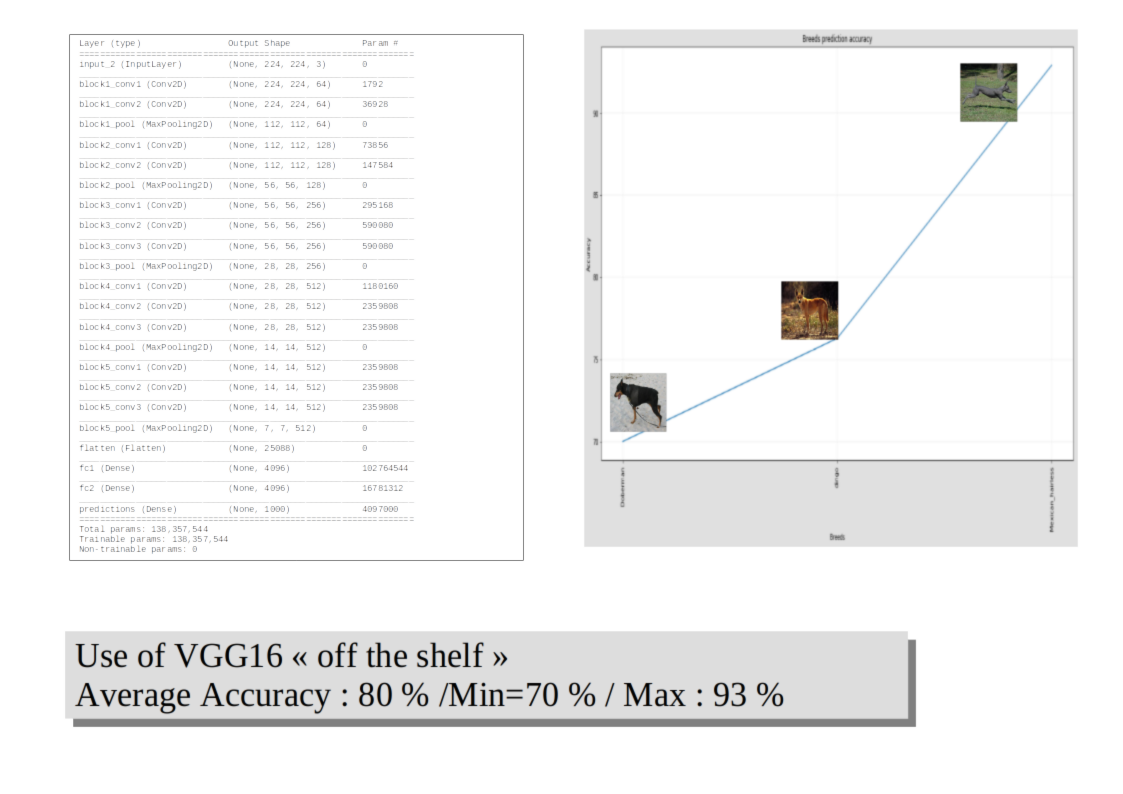 Layer (type) Output Shape Param #
input_2 (InputLayer) (None, 224, 224, 3) 0
block1_conv1 (Conv2D) (None, 224, 224, 64) 1792
block1_conv2 (Conv2D) (None, 224, 224, 64) 36928
block1_pool (MaxPooling2D) (None, 112, 112, 64) 0
block2_conv1 (Conv2D) (None, 112, 112, 128) 73856
block2_conv2 (Conv2D) (None, 112, 112, 128) 147584
block2_pool (MaxPooling2D) (None, 56, 56, 128) 0
block3_conv1 (Conv2D) (None, 56, 56, 256) 295168
block3_conv2 (Conv2D) (None, 56, 56, 256) 590080
block3_conv3 (Conv2D) (None, 56, 56, 256) 590080
block3_pool (MaxPooling2D) (None, 28, 28, 256) 0
block4_conv1 (Conv2D) (None, 28, 28, 512) 1180160
block4_conv2 (Conv2D) (None, 28, 28, 512) 2359808
block4_conv3 (Conv2D) (None, 28, 28, 512) 2359808
block4_pool (MaxPooling2D) (None, 14, 14, 512) 0
block5_conv1 (Conv2D) (None, 14, 14, 512) 2359808
block5_conv2 (Conv2D) (None, 14, 14, 512) 2359808
block5_conv3 (Conv2D) (None, 14, 14, 512) 2359808
block5_pool (MaxPooling2D) (None, 7, 7, 512) 0
flatten (Flatten) (None, 25088) 0
fc1 (Dense) (None, 4096) 102764544
fc2 (Dense) (None, 4096) 16781312
predictions (Dense) (None, 1000) 4097000
Total params: 138,357,544
Trainable params: 138,357,544
Non-trainable params: 0
Breeds prediction accuracy
Accuracy
90
85
80
75
70
Doberman
dingo
Mexican_hairless
Breeds
Use of VGG16 « off the shelf »
Average Accuracy : 80 % /Min=70 % / Max : 93 %